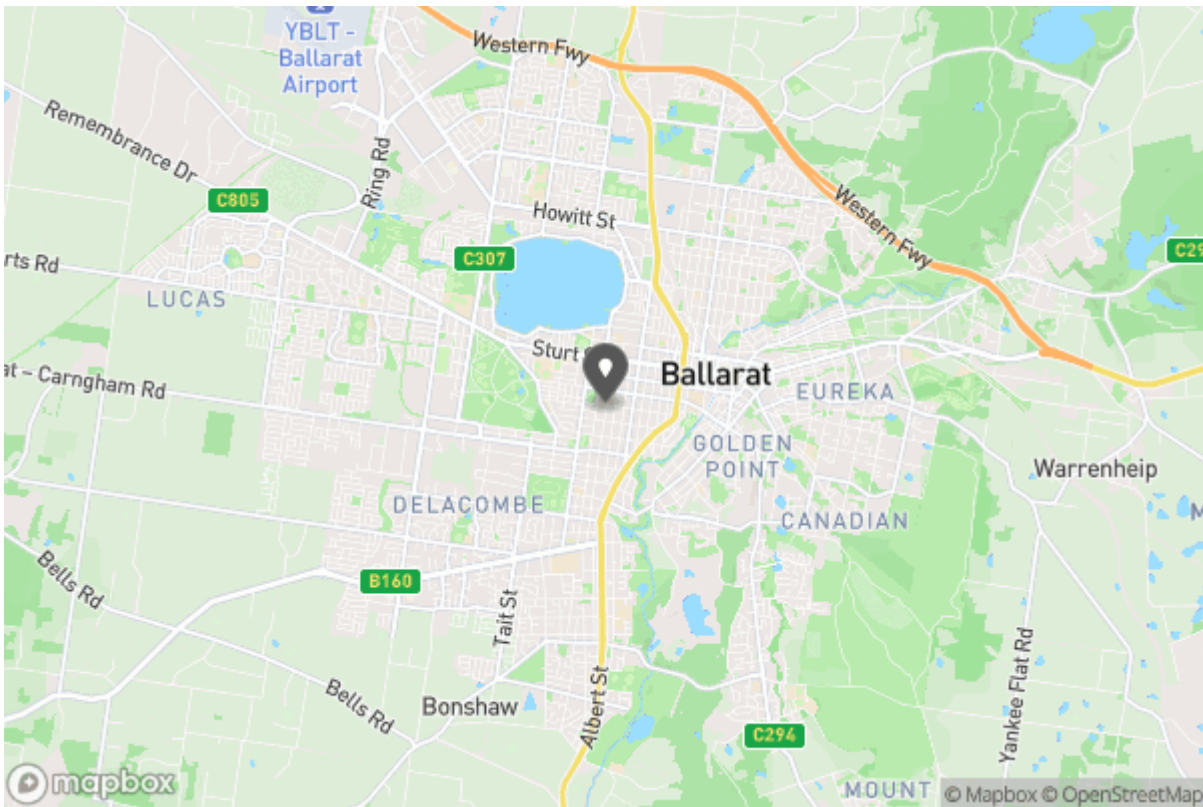 YBLT -
Ballarat
Airport
Western Fwy
Remembrance Dr
Ring Rd
C805
Howitt St
Western Fwy
C307
C29
rts Rd
LUCAS
Sturt S
Ballarat
EUREKA
at – Carngham Rd
GOLDEN
POINT
Warrenheip
DELACOMBE
CANADIAN
M
Bells Rd
B160
Tait St
Yankee Flat Rd
Bells Rd
Bonshaw
Albert St
C294
MOUNT
mapbox
© Mapbox © OpenStreetMap